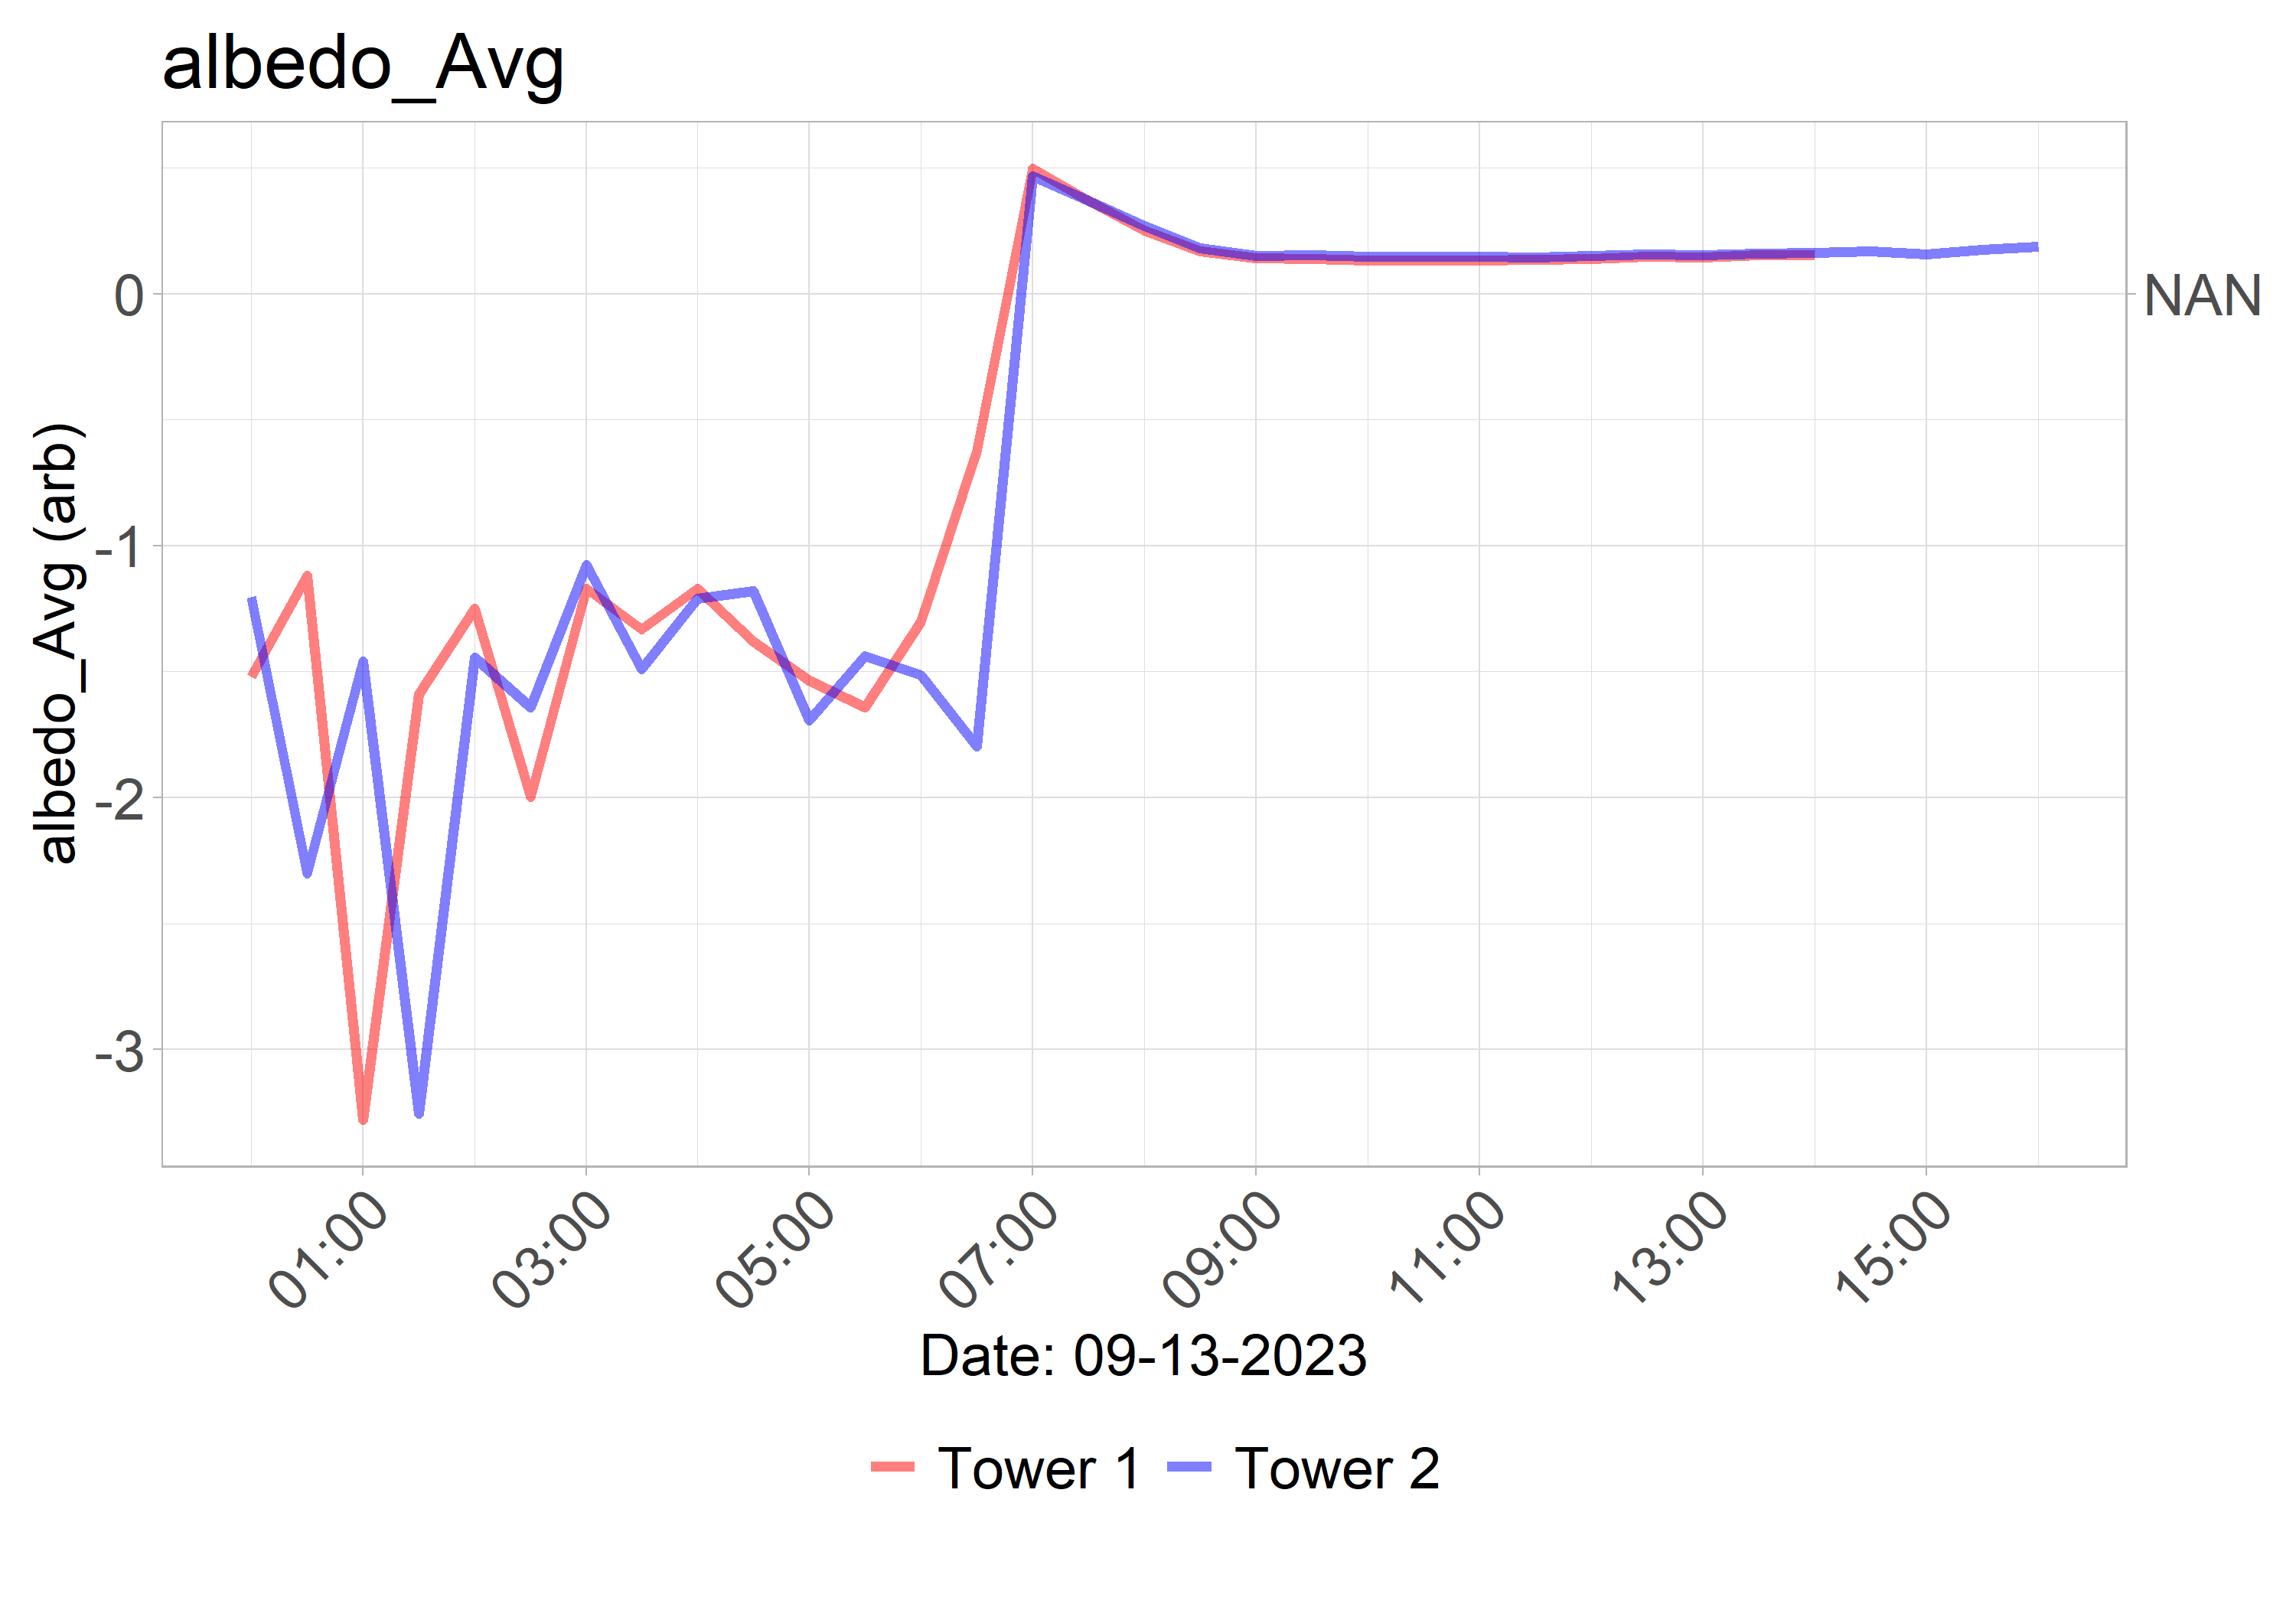 albedo_Avg
albedo_Avg (arb)
0
-1
-2
-3
NAN
01:00
03:00
05:00
07:00
09:00
11:00
13:00
15:00
Date: 09-13-2023
Tower 1
Tower 2